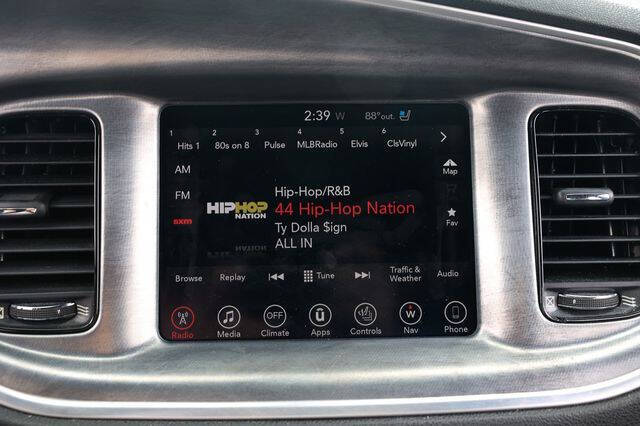 2:39 W 88° out.
1 2 3 4 5 6
Hits 1 80s on 8 Pulse MLBRadio Elvis ClsVinyl
AM
FM
sxm
Map
Fav
HIPHOP
NATION
Hip-Hop/R&B
44 Hip-Hop Nation
Ty Dolla $ign
ALL IN
Browse Replay Tune Traffic &
Weather Audio
OFF U W
Radio Media Climate Apps Controls Nav Phone